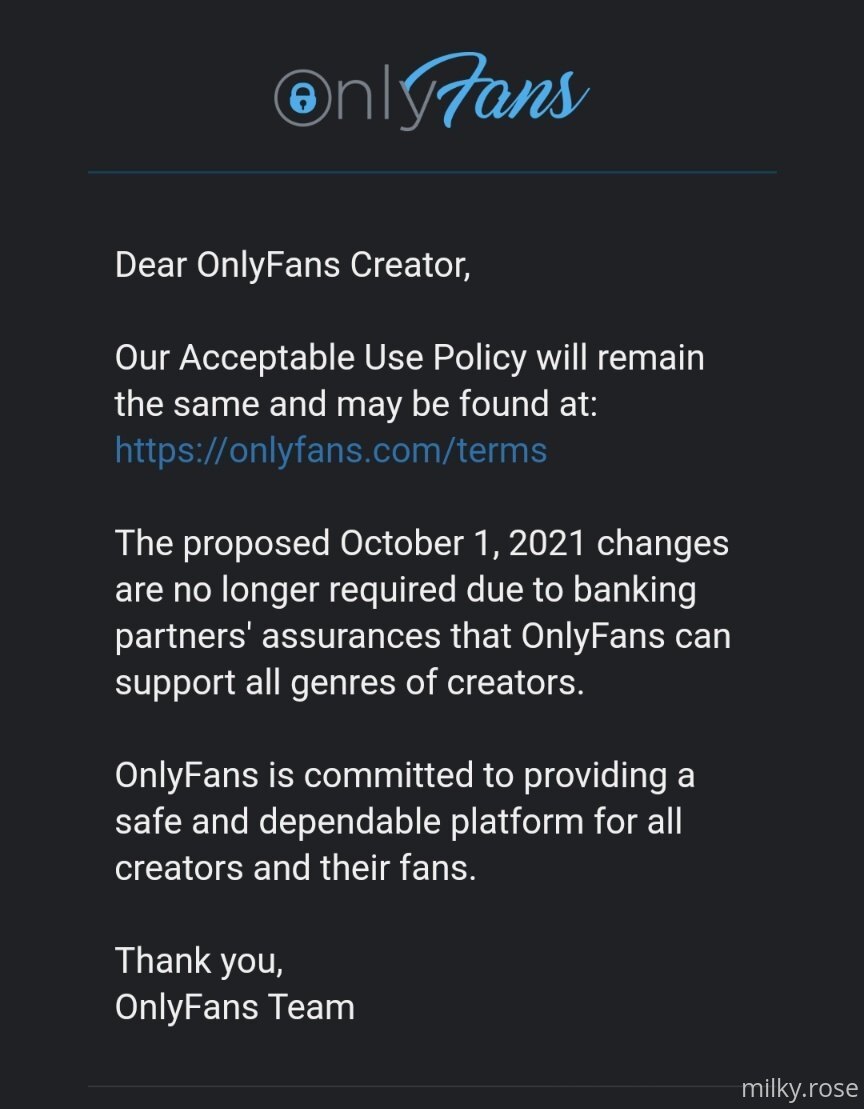 OnlyFans
Dear OnlyFans Creator,
Our Acceptable Use Policy will remain
the same and may be found at:
https://onlyfans.com/terms
The proposed October 1, 2021 changes
are no longer required due to banking
partners' assurances that OnlyFans can
support all genres of creators.
OnlyFans is committed to providing a
safe and dependable platform for all
creators and their fans.
Thank you,
OnlyFans Team
milky.rose